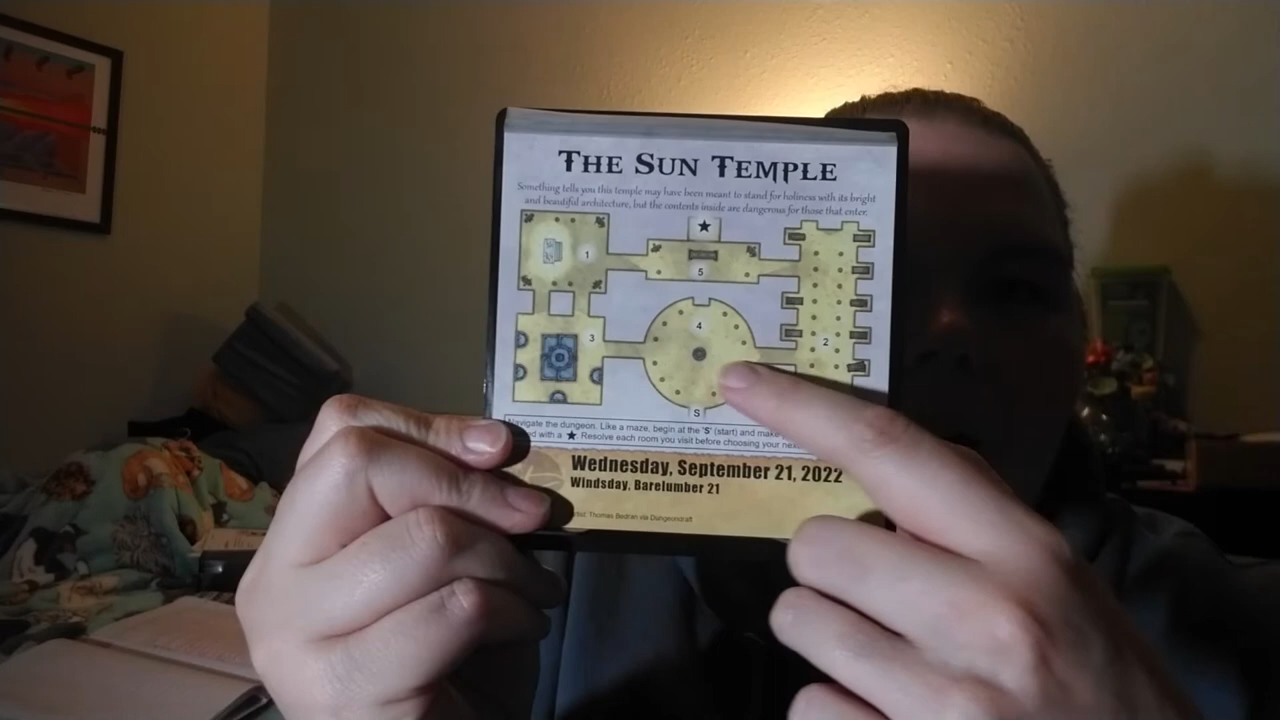 THE SUN TEMPLE
Something tells you this temple may have been meant to stand for holiness with its bright
and beautiful architecture, but the contents inside are dangerous for those that enter.
★
1
5
3
4
2
S
Navigate the dungeon. Like a maze, begin at the 'S' (start) and make
with a ★ Resolve each room you visit before choosing your
Wednesday, September 21, 2022
Windsday, Barelumber 21
Thomas Bedran via Dungeondraft